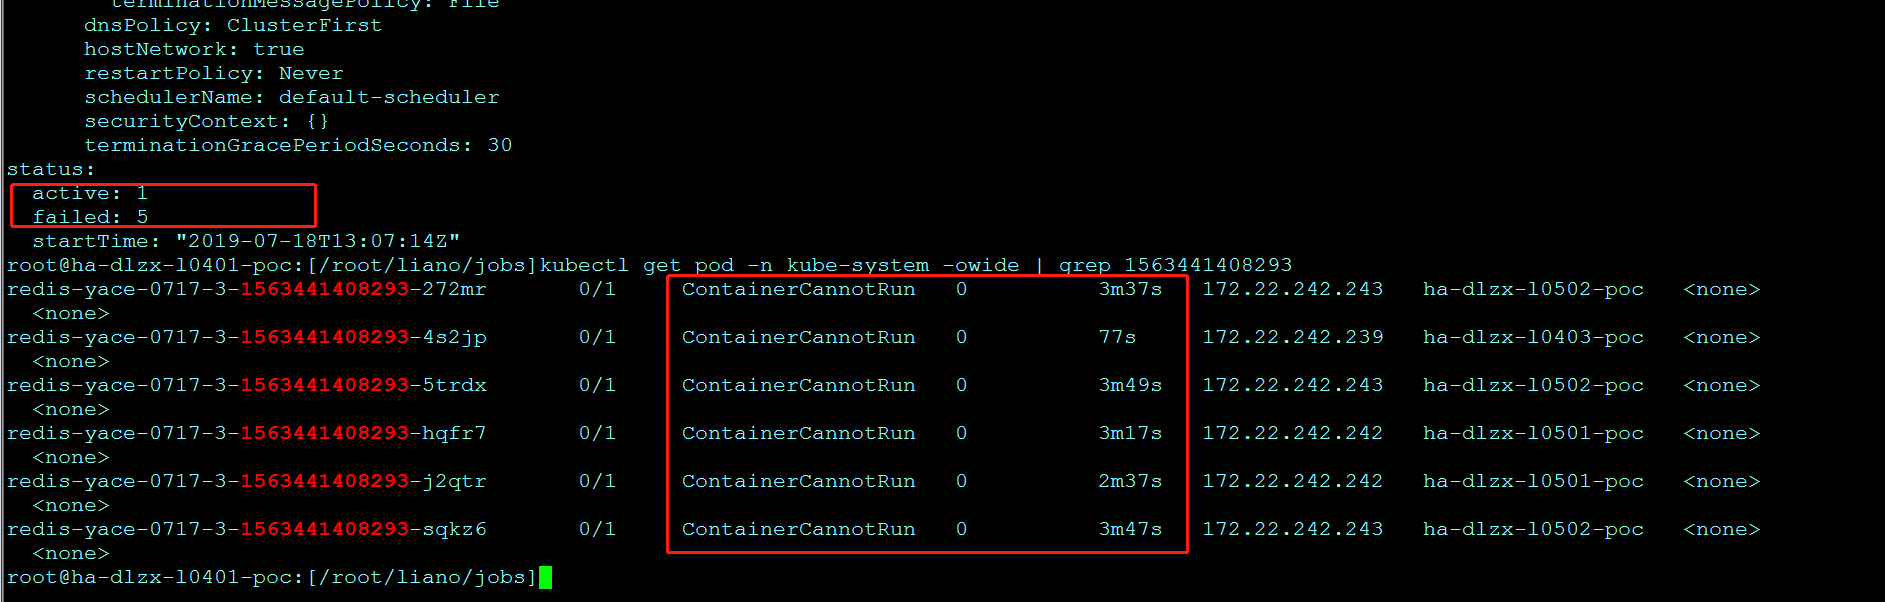 terminationMessagePolicy: File
dnsPolicy: ClusterFirst
hostNetwork: true
restartPolicy: Never
schedulerName: default-scheduler
securityContext: {}
terminationGracePeriodSeconds: 30
status:
active: 1
failed: 5
startTime: "2019-07-18T13:07:14Z"
root@ha-dlzx-l0401-poc:[/root/liano/jobs]kubectl get pod -n kube-system -owide | grep 1563441408293
redis-yace-0717-3-1563441408293-272mr 0/1 ContainerCannotRun 0 3m37s 172.22.242.243 ha-dlzx-l0502-poc <none>
<none>
redis-yace-0717-3-1563441408293-4s2jp 0/1 ContainerCannotRun 0 77s 172.22.242.239 ha-dlzx-l0403-poc <none>
<none>
redis-yace-0717-3-1563441408293-5trdx 0/1 ContainerCannotRun 0 3m49s 172.22.242.243 ha-dlzx-l0502-poc <none>
<none>
redis-yace-0717-3-1563441408293-hqfr7 0/1 ContainerCannotRun 0 3m17s 172.22.242.242 ha-dlzx-l0501-poc <none>
<none>
redis-yace-0717-3-1563441408293-j2qtr 0/1 ContainerCannotRun 0 2m37s 172.22.242.242 ha-dlzx-l0501-poc <none>
<none>
redis-yace-0717-3-1563441408293-sqkz6 0/1 ContainerCannotRun 0 3m47s 172.22.242.243 ha-dlzx-l0502-poc <none>
<none>
root@ha-dlzx-l0401-poc:[/root/liano/jobs]